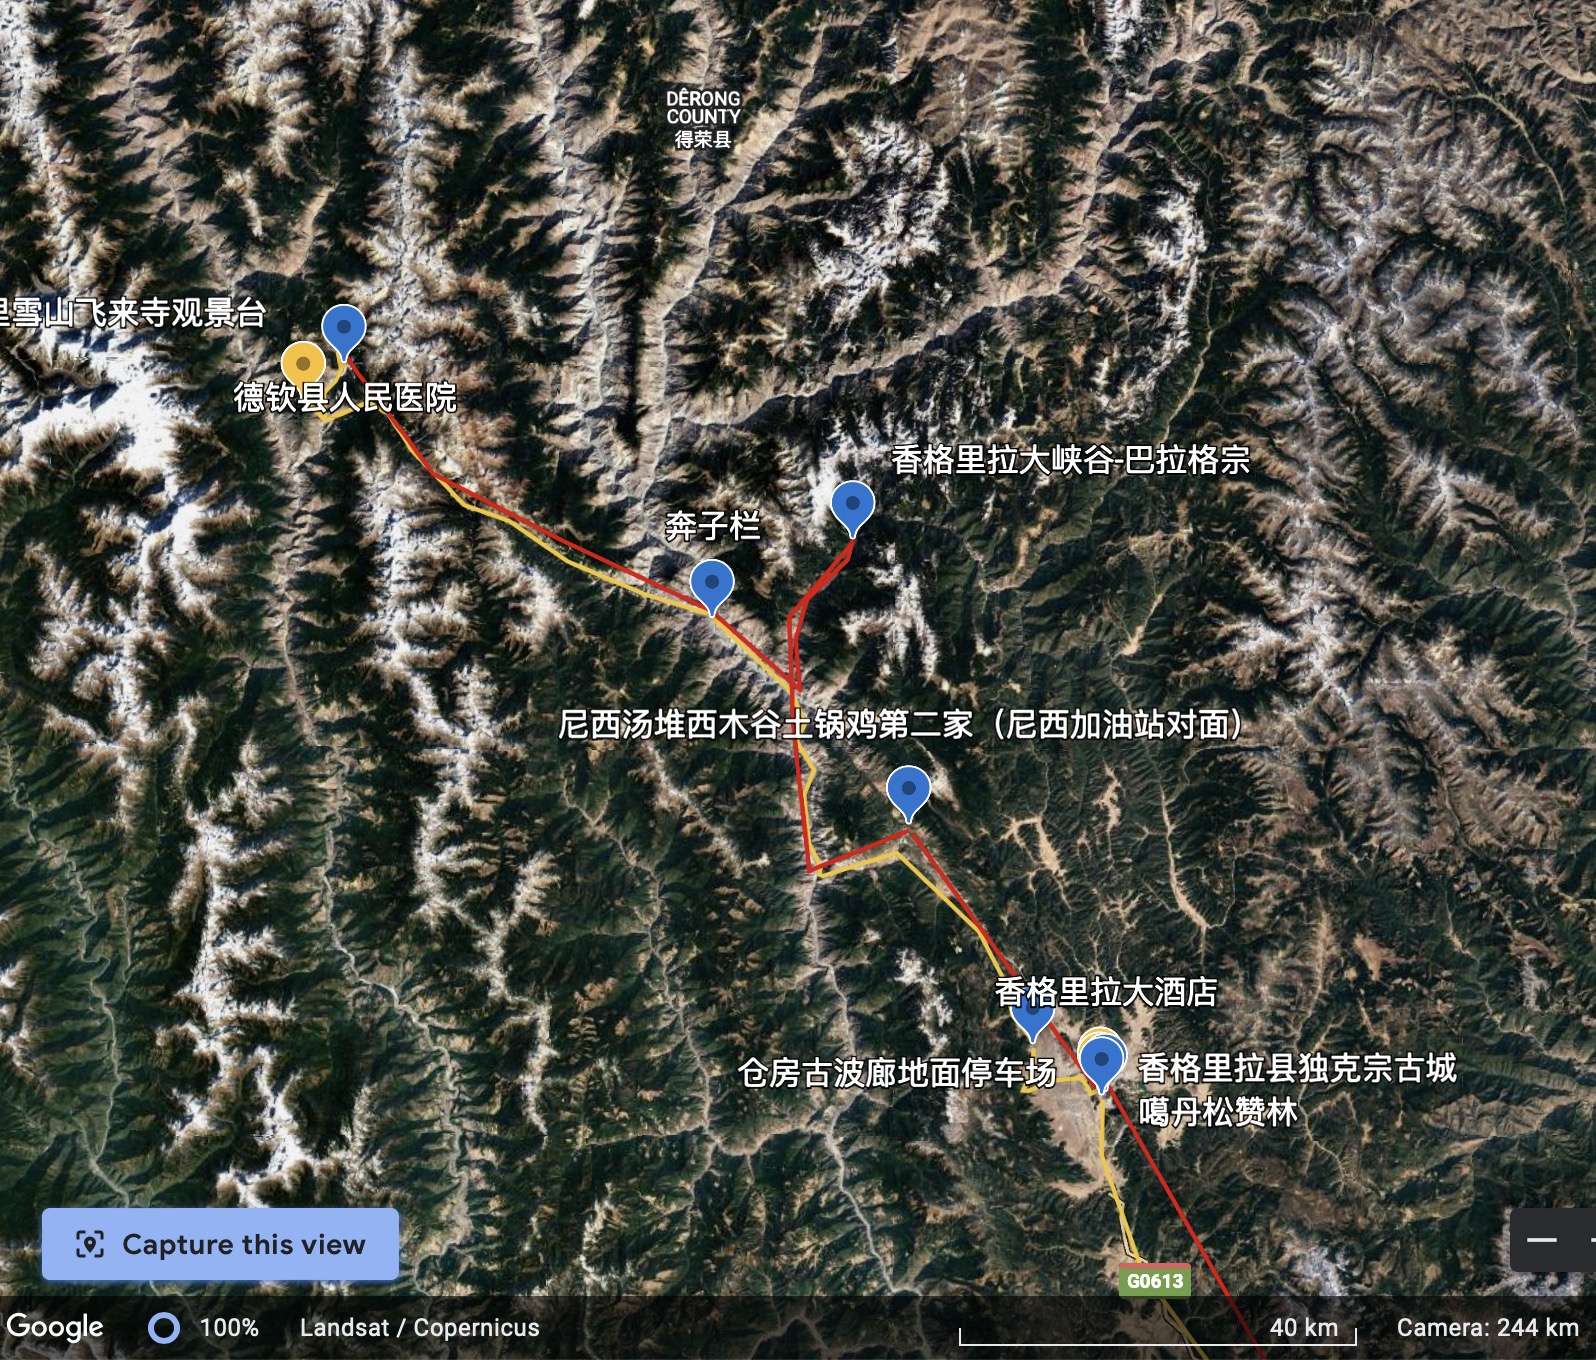 DÊRONG
COUNTY
得荣县
里雪山飞来寺观景台
德钦县人民医院
香格里拉大峡谷-巴拉格宗
奔子栏
尼西汤堆西木谷土锅鸡第二家（尼西加油站对面）
香格里拉大酒店
仓房古波廊地面停车场
香格里拉县独克宗古城
噶丹松赞林
Capture this view
G0613
Google
100%
Landsat / Copernicus
40 km
Camera: 244 km